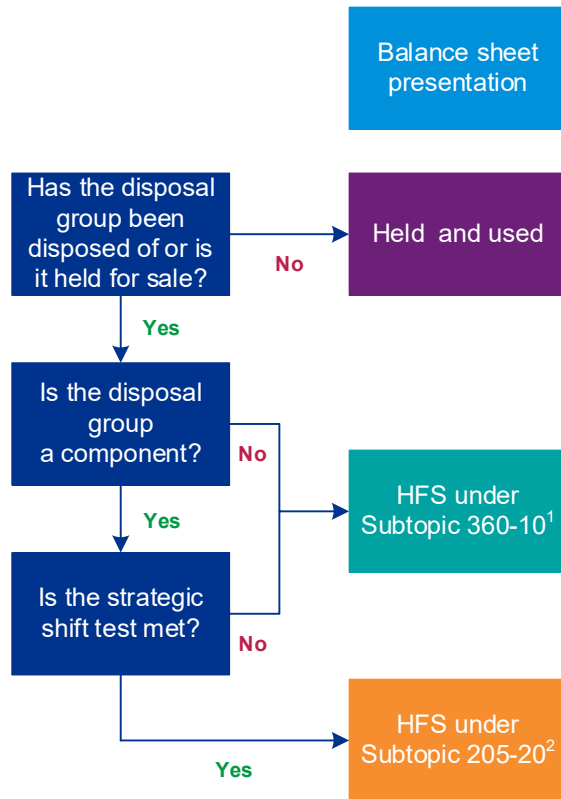 Balance sheet
presentation
Has the disposal
group been
disposed of or is
it held for sale?
No
Held and used
Yes
Is the disposal
group
a component?
No
Yes
HFS under
Subtopic 360-10¹
Is the strategic
shift test met?
No
Yes
HFS under
Subtopic 205-20²